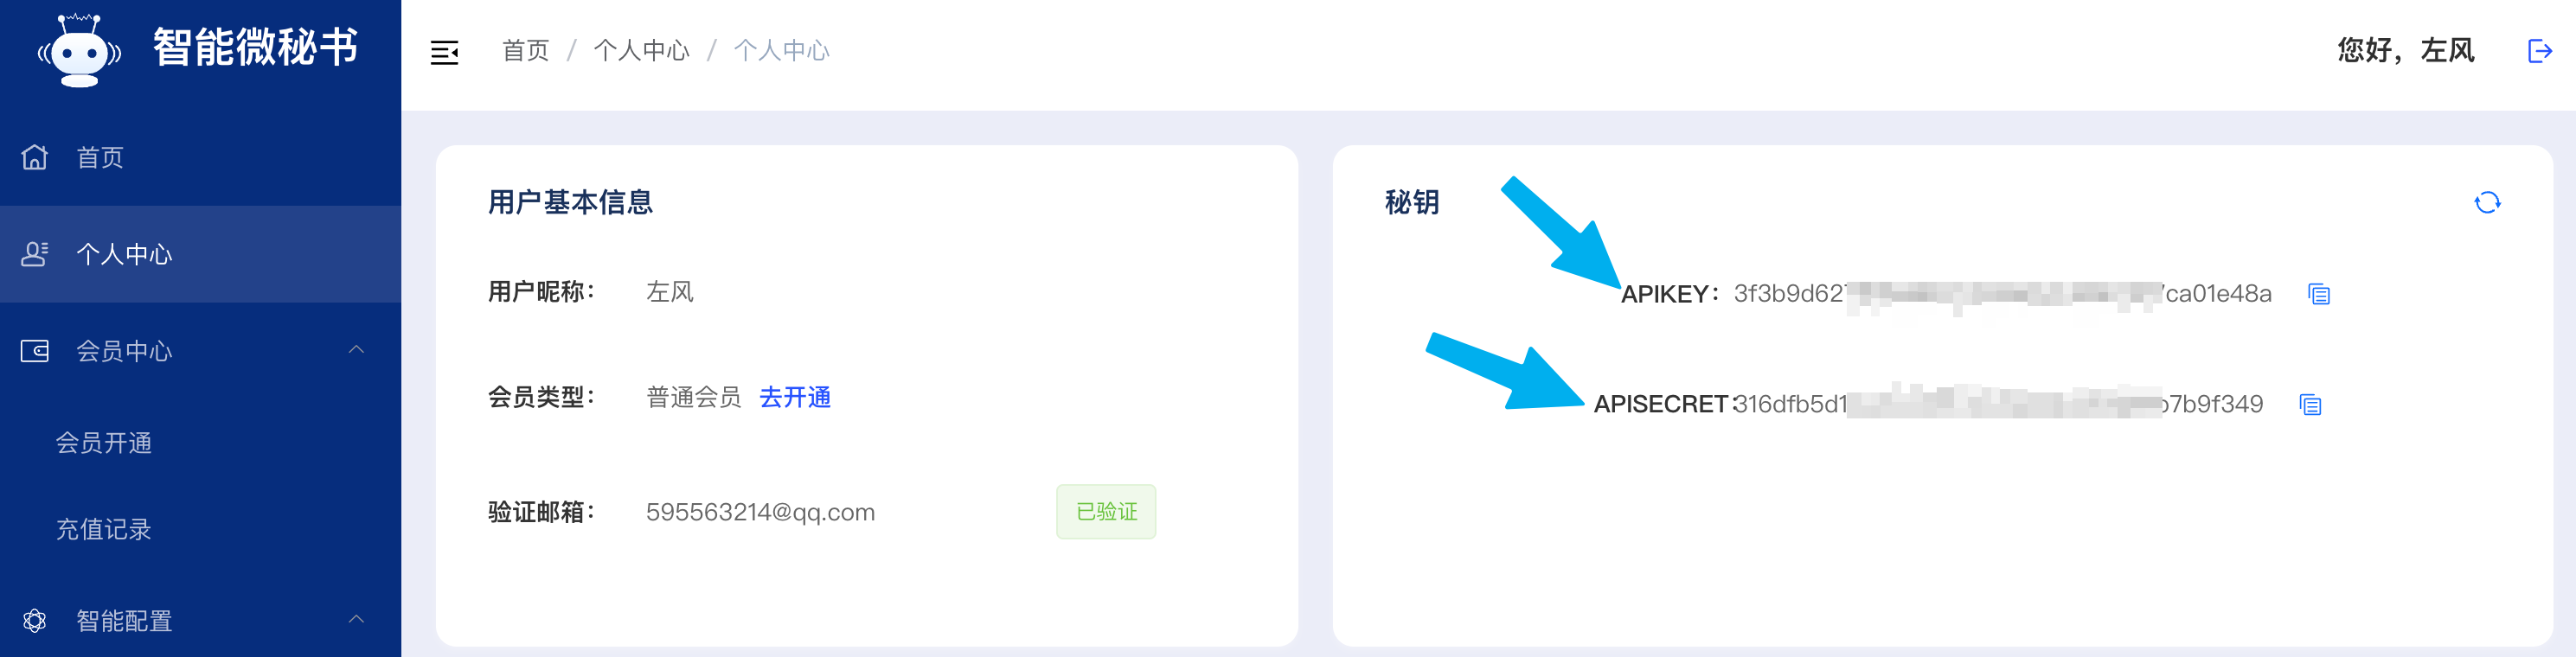 智能微秘书
首页
个人中心
会员中心
会员开通
充值记录
智能配置
首页 / 个人中心 / 个人中心
您好，左风
用户基本信息
用户昵称： 左风
会员类型： 普通会员 去开通
验证邮箱： 595563214@qq.com 已验证
秘钥
APIKEY： 3f3b9d627 ca01e48a
APISECRET： 316dfb5d1 b7b9f349